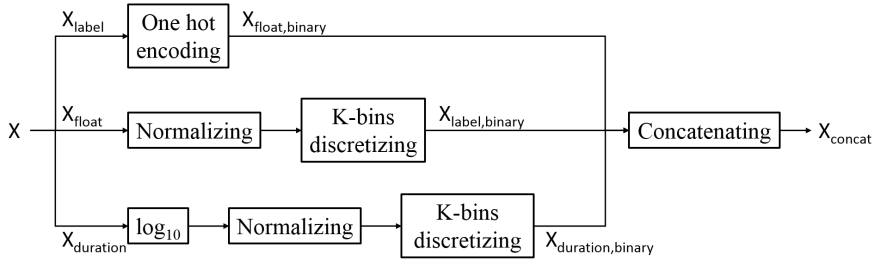 X_label
One hot
encoding
X_float,binary
X
X_float
Normalizing
K-bins
discretizing
X_label,binary
Concatenating
X_concat
X_duration
log_10
Normalizing
K-bins
discretizing
X_duration,binary